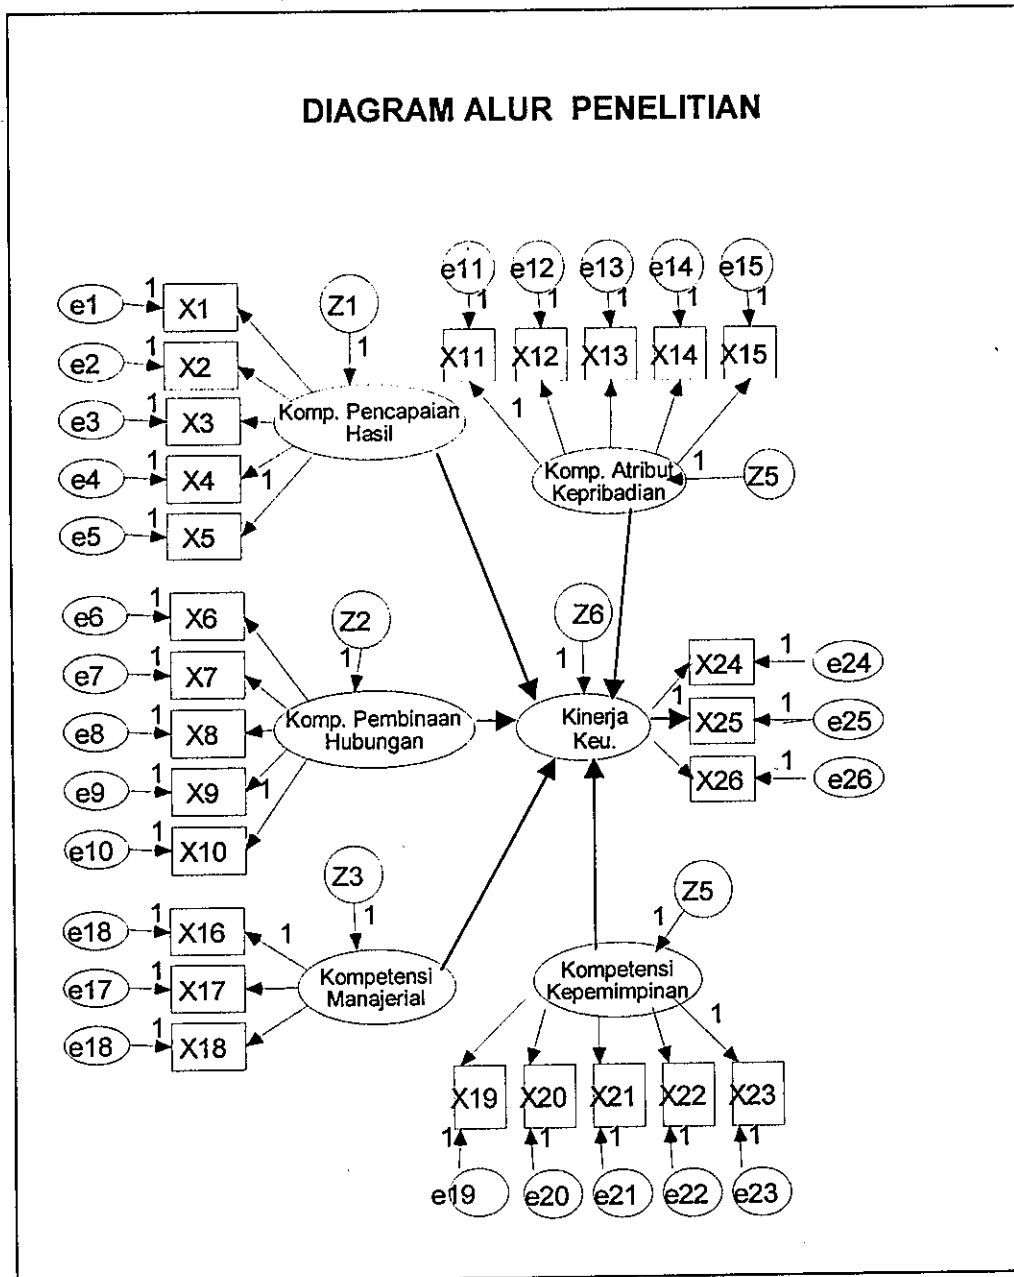 DIAGRAM ALUR PENELITIAN
e11 e12 e13 e14 e15
1 1 1 1 1
X11 X12 X13 X14 X15
1
Komp. Atribut
Kepribadian
1
Z5
e1 1 X1
e2 1 X2
e3 1 X3
e4 1 X4
e5 1 X5
Z1
1
Komp. Pencapaian
Hasil
1
e6 1 X6
e7 1 X7
e8 1 X8
e9 1 X9
e10 1 X10
Z2
1
Komp. Pembinaan
Hubungan
1
Z6
1
Kinerja
Keu.
1
X24 1 e24
X25 1 e25
X26 1 e26
e18 1 X16
e17 1 X17
e18 1 X18
1
Z3
1
Kompetensi
Manajerial
Z5
1
Kompetensi
Kepemimpinan
1
X19 X20 X21 X22 X23
1 1 1 1 1
e19 e20 e21 e22 e23